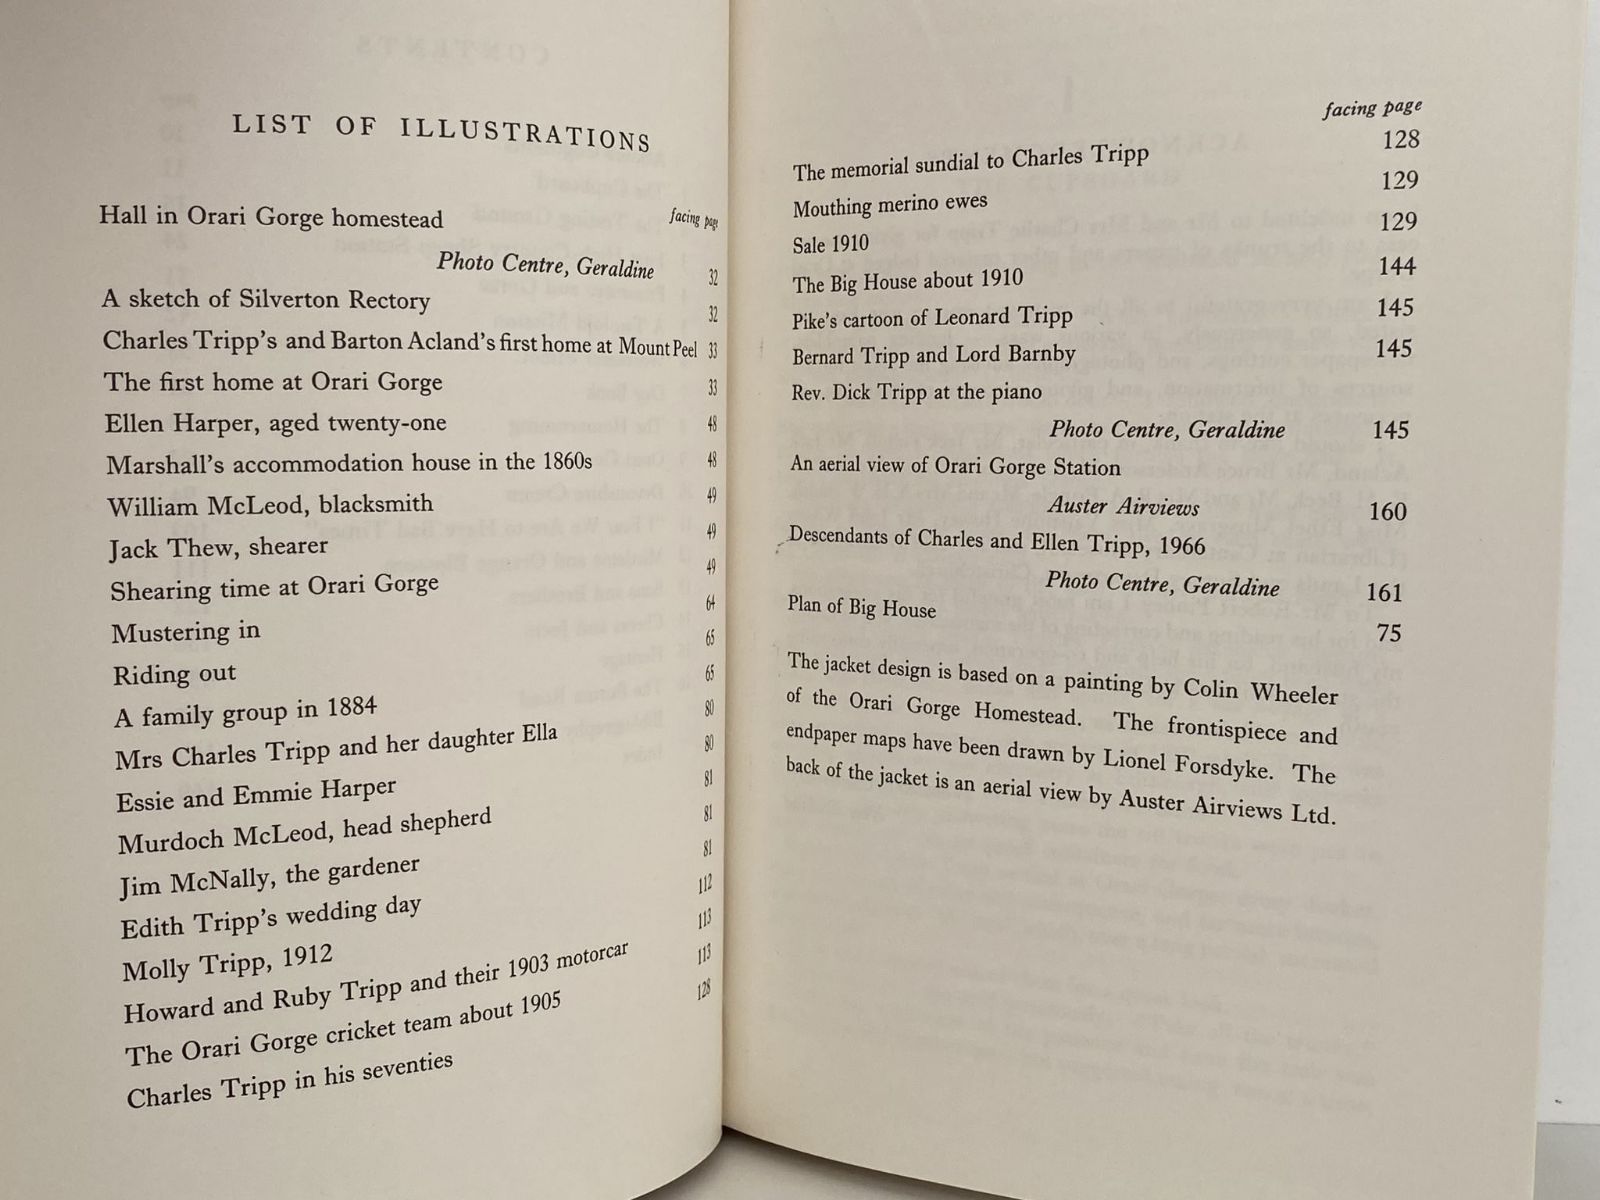 LIST OF ILLUSTRATIONS
facing page
Hall in Orari Gorge homestead
Photo Centre, Geraldine 32
A sketch of Silverton Rectory 32
Charles Tripp's and Barton Acland's first home at Mount Peel 33
The first home at Orari Gorge 33
Ellen Harper, aged twenty-one 48
Marshall's accommodation house in the 1860s 48
William McLeod, blacksmith 49
Jack Thew, shearer 49
Shearing time at Orari Gorge 49
Mustering in 64
Riding out 65
A family group in 1884 65
Mrs Charles Tripp and her daughter Ella 80
Essie and Emmie Harper 80
Murdoch McLeod, head shepherd 81
Jim McNally, the gardener 81
Edith Tripp's wedding day 81
Molly Tripp, 1912 112
Howard and Ruby Tripp and their 1903 motorcar 113
The Orari Gorge cricket team about 1905 113
Charles Tripp in his seventies 128
facing page
The memorial sundial to Charles Tripp 128
Mouthing merino ewes 129
Sale 1910 129
The Big House about 1910 144
Pike's cartoon of Leonard Tripp 145
Bernard Tripp and Lord Barnby 145
Rev. Dick Tripp at the piano
Photo Centre, Geraldine 145
An aerial view of Orari Gorge Station
Auster Airviews 160
Descendants of Charles and Ellen Tripp, 1966
Photo Centre, Geraldine 161
Plan of Big House 75
The jacket design is based on a painting by Colin Wheeler
of the Orari Gorge Homestead. The frontispiece and
endpaper maps have been drawn by Lionel Forsdyke. The
back of the jacket is an aerial view by Auster Airviews Ltd.